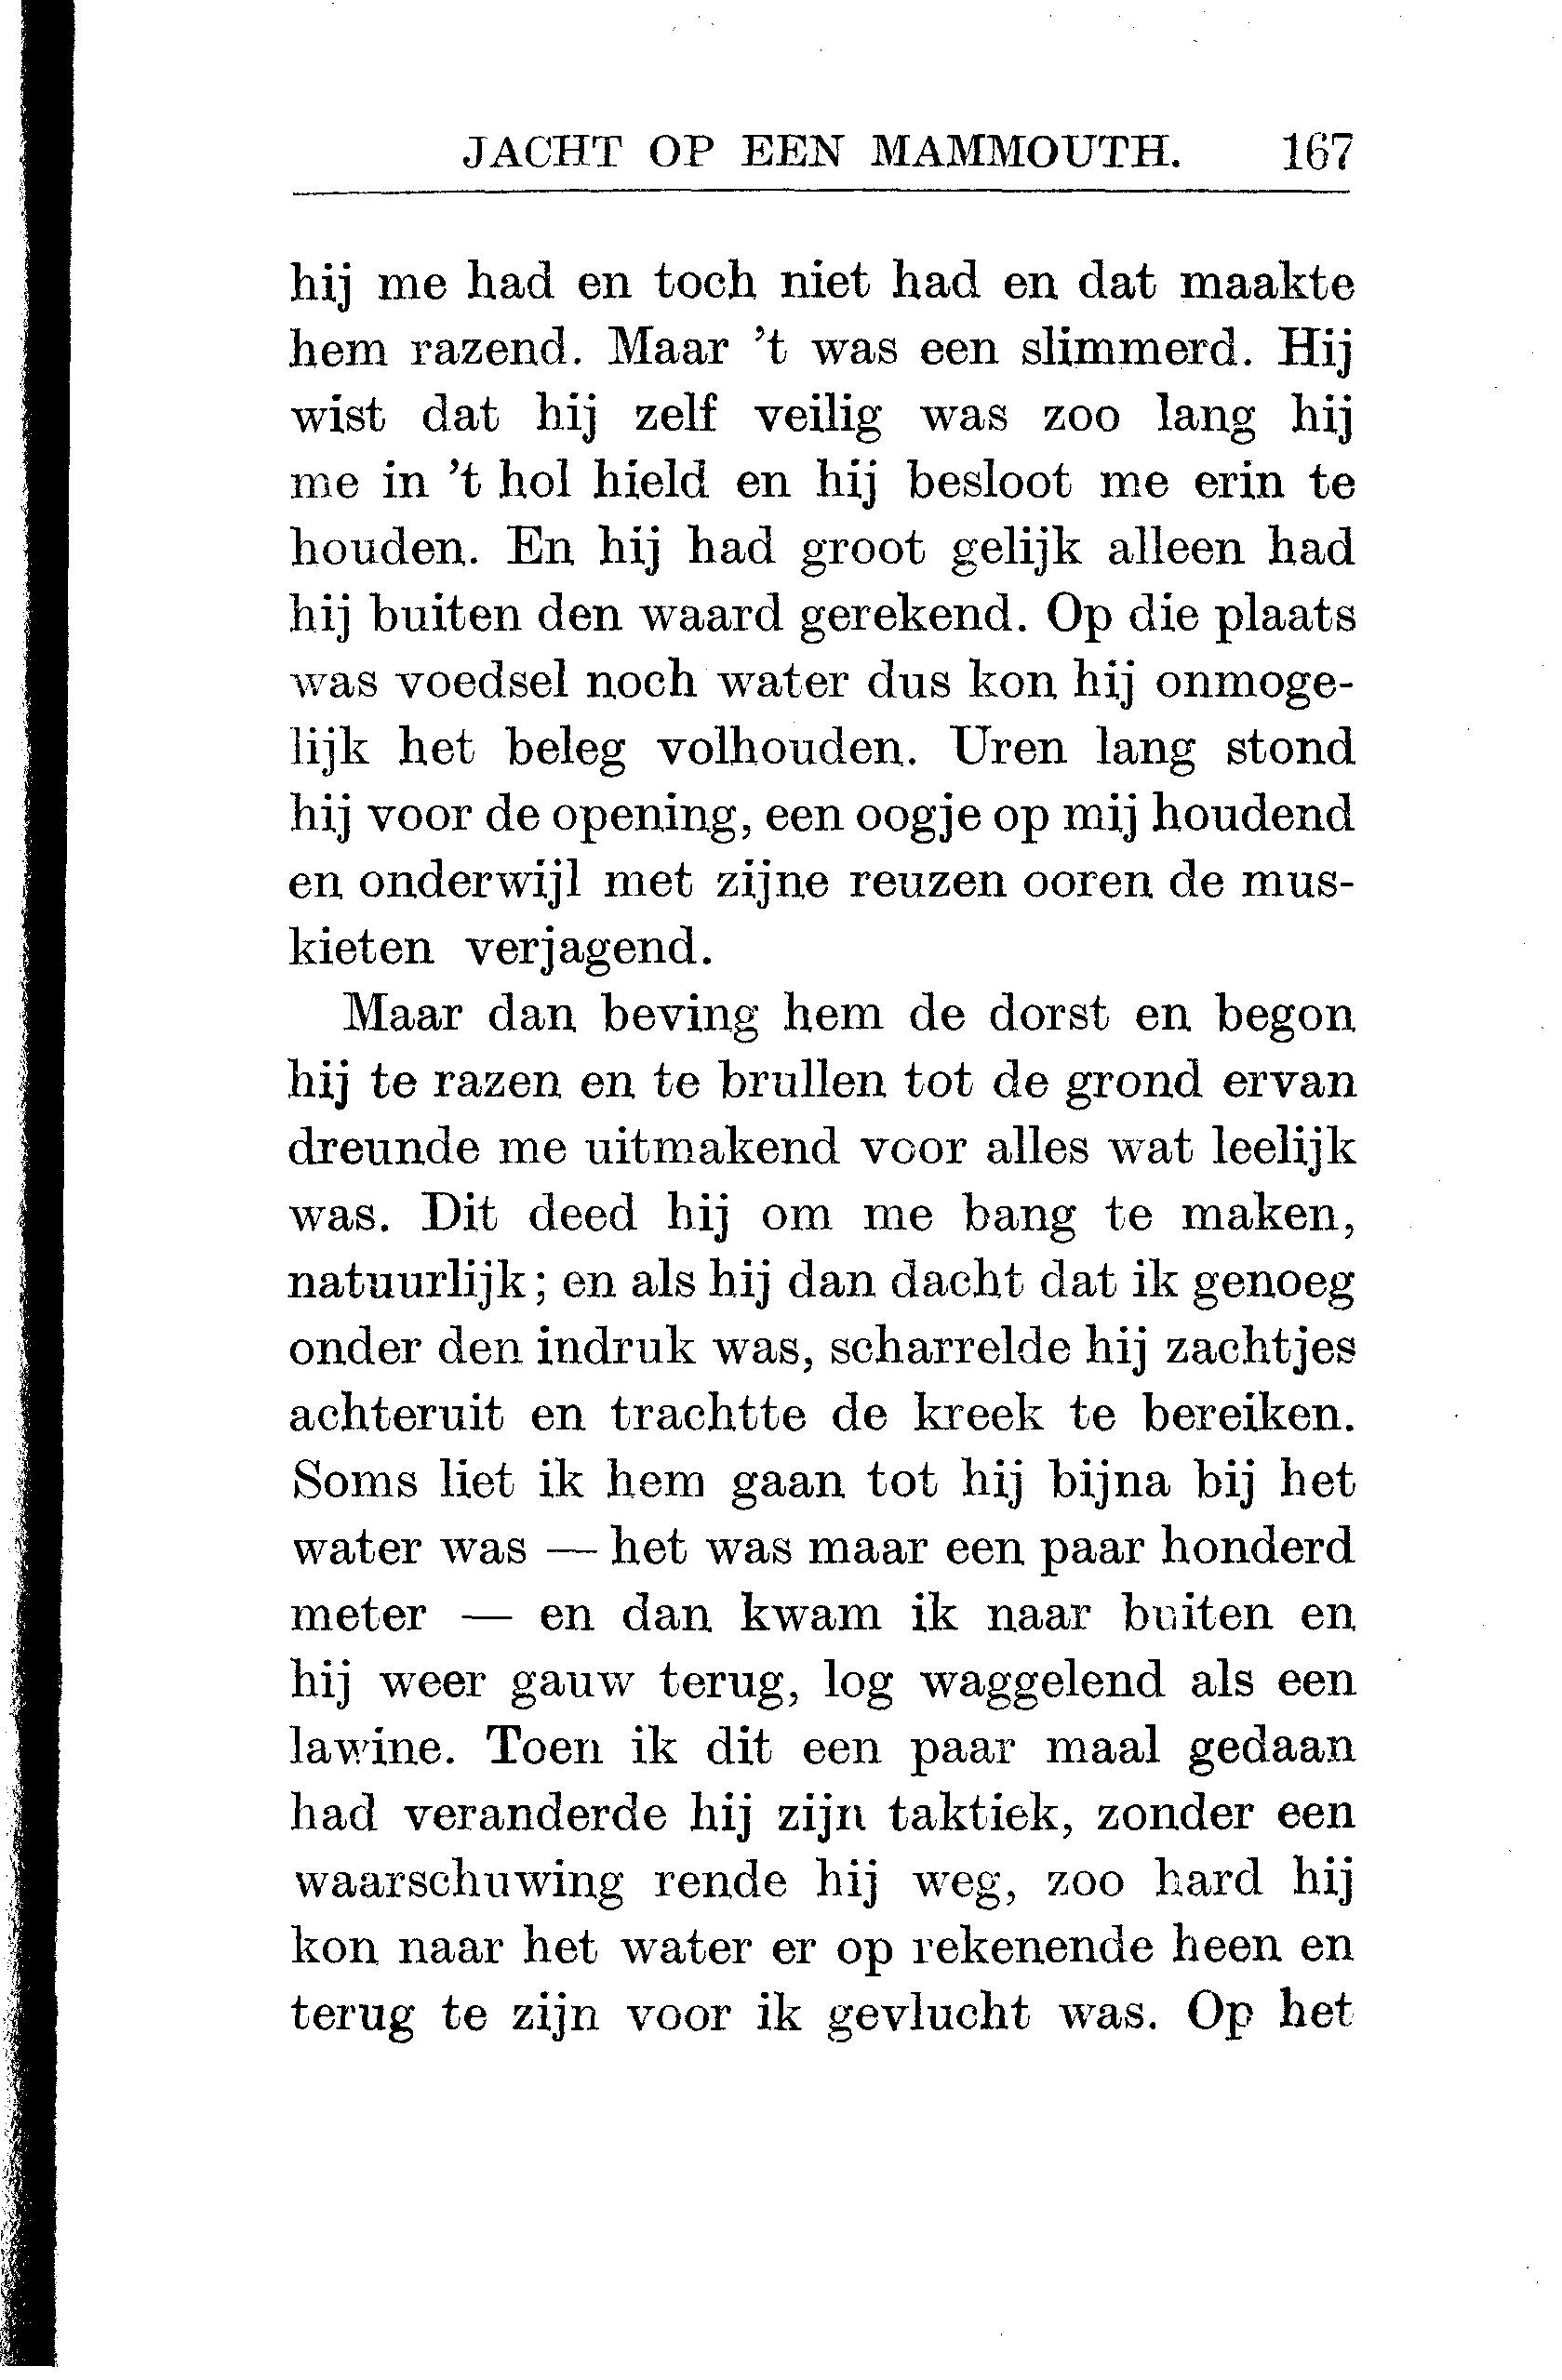 JACHT OP EEN MAMMOUTH. 167
hij me had en toch niet had en dat maakte
hem razend. Maar 't was een slimmerd. Hij
wist dat hij zelf veilig was zoo lang hij
me in 't hol hield en hij besloot me erin te
houden. En hij had groot gelijk alleen had
hij buiten den waard gerekend. Op die plaats
was voedsel noch water dus kon hij onmoge-
lijk het beleg volhouden. Uren lang stond
hij voor de opening, een oogje op mij houdend
en onderwijl met zijne reuzen ooren de mus-
kieten verjagend.
Maar dan beving hem de dorst en begon
hij te razen en te brullen tot de grond ervan
dreunde me uitmakend voor alles wat leelijk
was. Dit deed hij om me bang te maken,
natuurlijk; en als hij dan dacht dat ik genoeg
onder den indruk was, scharrelde hij zachtjes
achteruit en trachtte de kreek te bereiken.
Soms liet ik hem gaan tot hij bijna bij het
water was — het was maar een paar honderd
meter — en dan kwam ik naar buiten en
hij weer gauw terug, log waggelend als een
lawine. Toen ik dit een paar maal gedaan
had veranderde hij zijn taktiek, zonder een
waarschuwing rende hij weg, zoo hard hij
kon naar het water er op rekenende heen en
terug te zijn voor ik gevlucht was. Op het